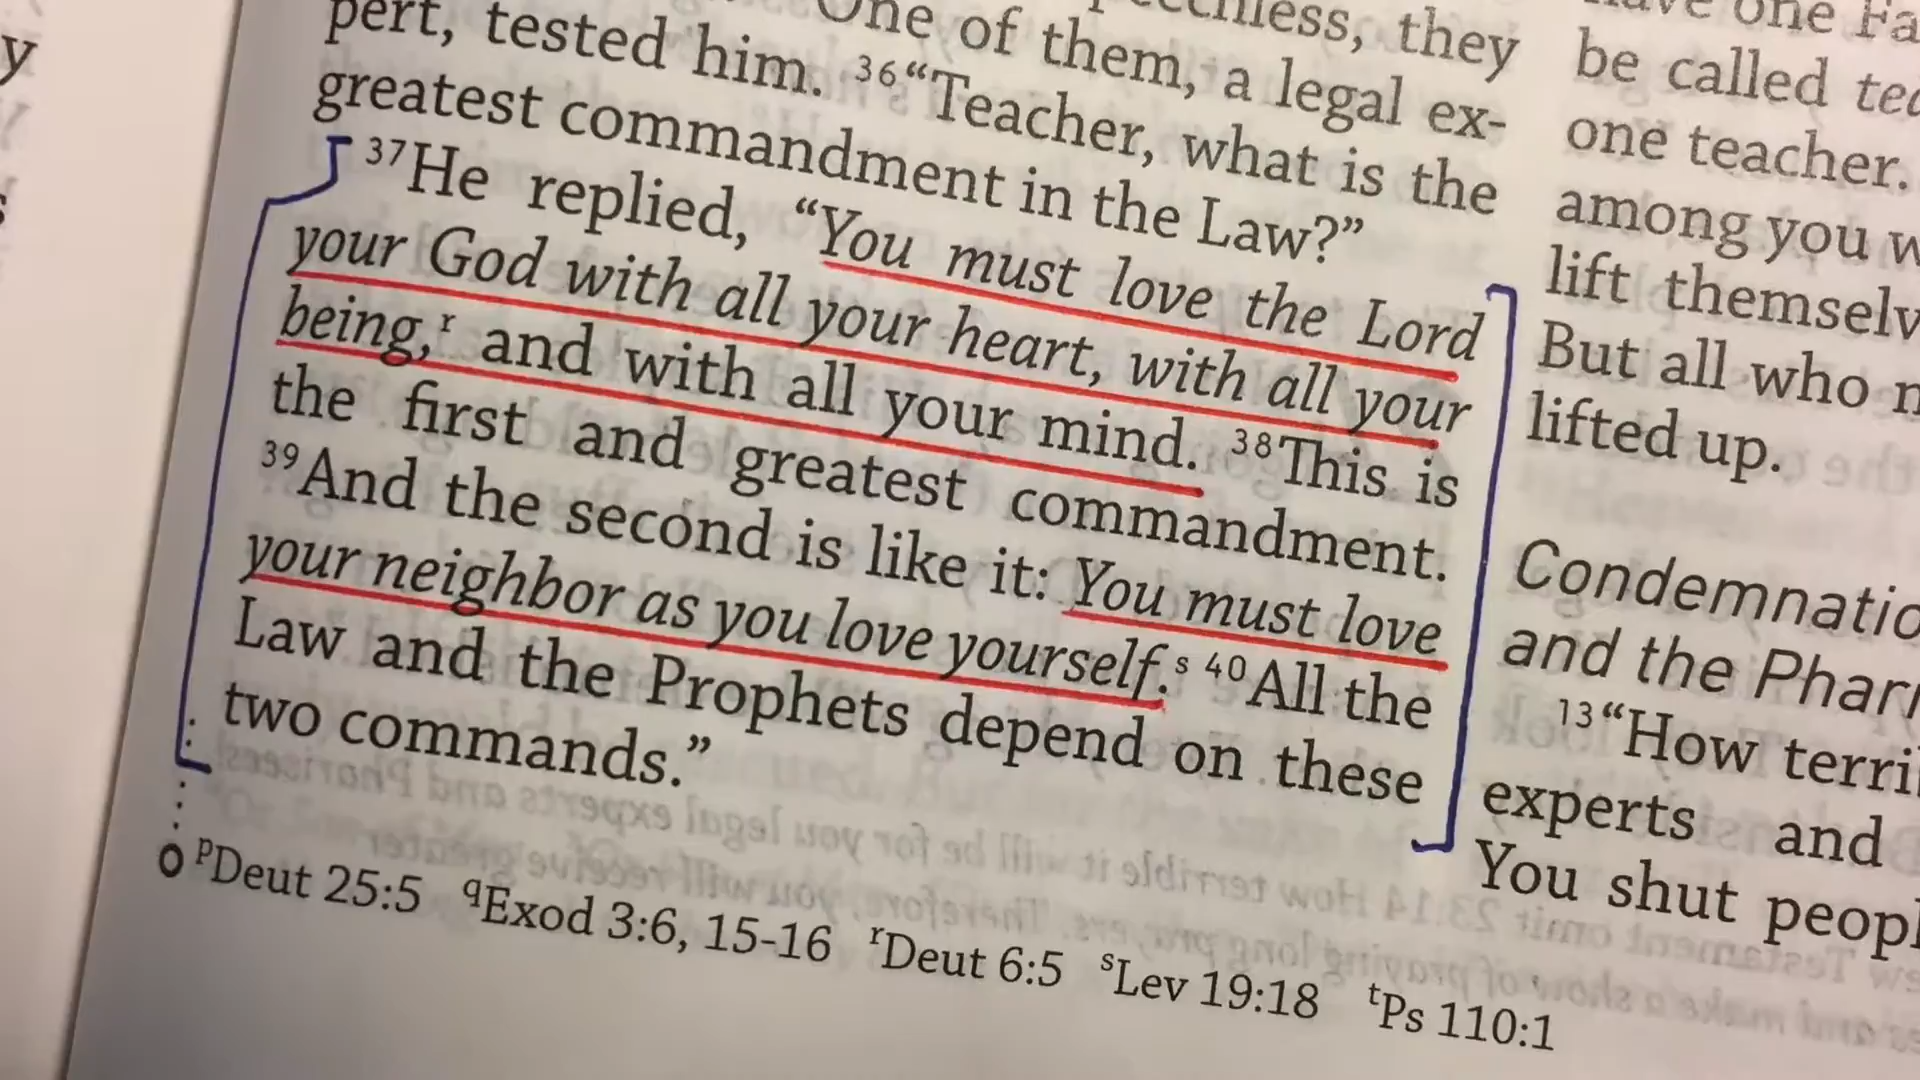 y
One of them, a legal ex-
pert, tested him. 36“Teacher, what is the
greatest commandment in the Law?”
37He replied, “You must love the Lord
your God with all your heart, with all your
being,r and with all your mind. 38This is
the first and greatest commandment.
39And the second is like it: You must love
your neighbor as you love yourself.s 40All the
Law and the Prophets depend on these
two commands.”
pDeut 25:5 qExod 3:6, 15-16 rDeut 6:5 sLev 19:18 tPs 110:1
one Fa
be called
one teacher.
among you w
lift themselv
But all who
lifted up.
Condemnatio
and the Phar
13“How terri
experts and
You shut peopl